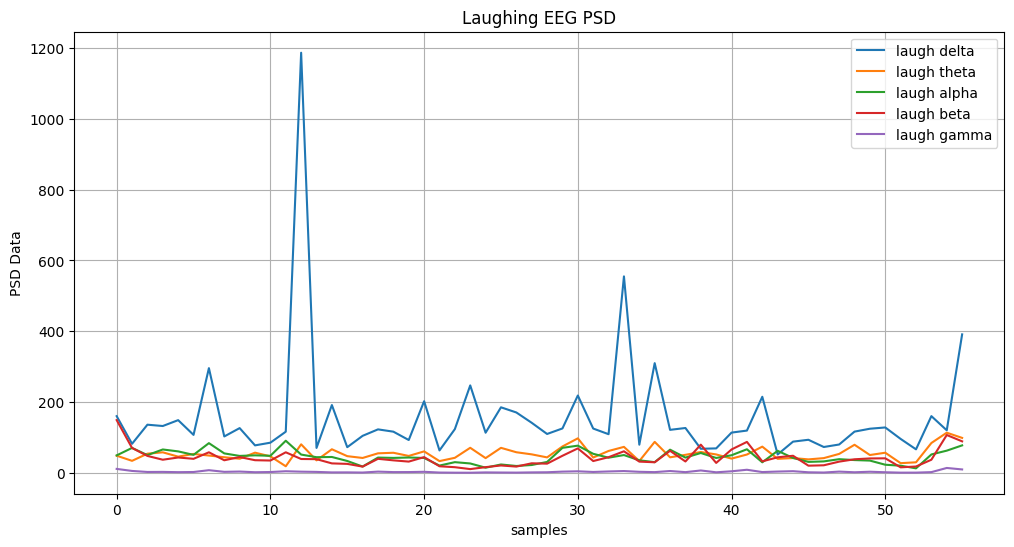 Laughing EEG PSD
1200
1000
800
600
400
200
0
PSD Data
laugh delta
laugh theta
laugh alpha
laugh beta
laugh gamma
0 10 20 30 40 50
samples